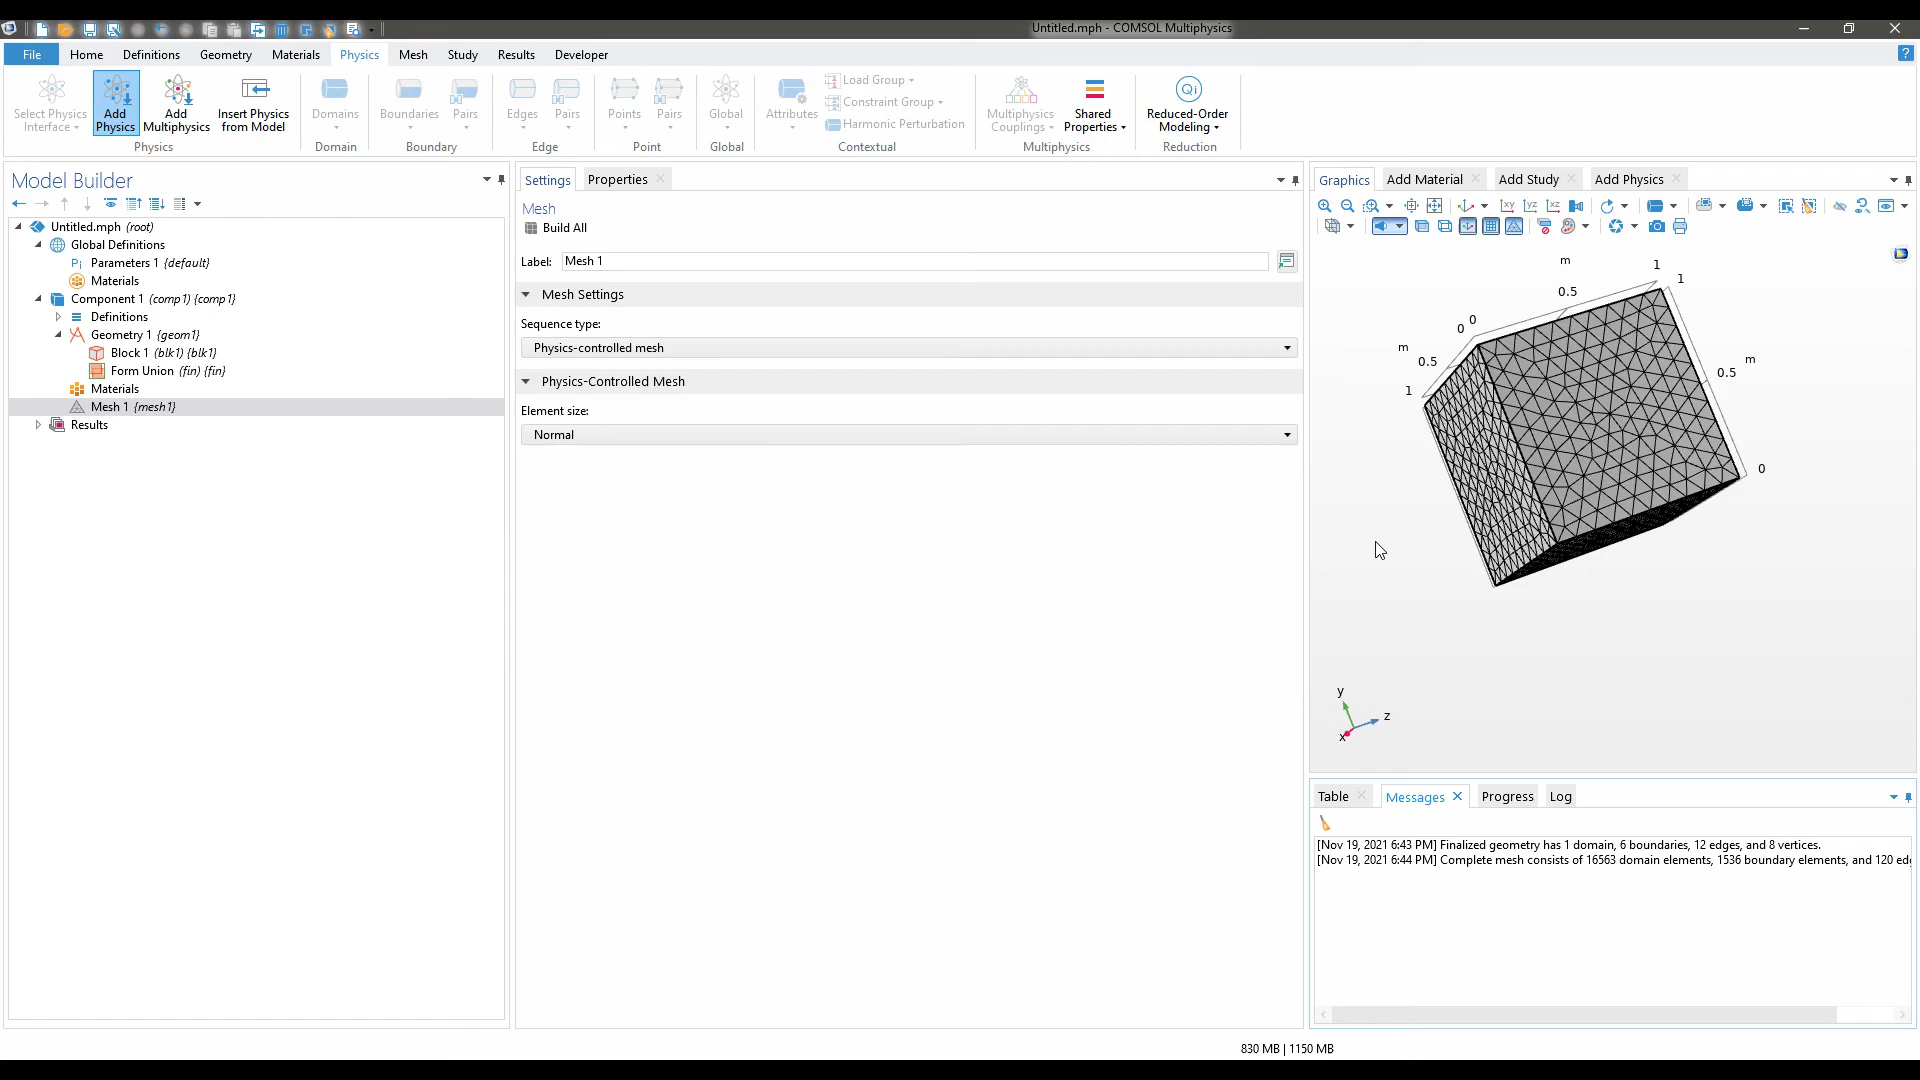 Untitled.mph - COMSOL Multiphysics
File Home Definitions Geometry Materials Physics Mesh Study Results Developer
Select Physics Interface
Add Physics
Add Multiphysics
Insert Physics from Model
Domains
Boundaries
Pairs
Edges
Pairs
Points
Pairs
Global
Attributes
Load Group
Constraint Group
Harmonic Perturbation
Multiphysics Couplings
Shared Properties
Qi
Reduced-Order Modeling
Physics Domain Boundary Edge Point Global Contextual Multiphysics Reduction
Model Builder
Untitled.mph (root)
Global Definitions
Pi Parameters 1 {default}
Materials
Component 1 (comp1) {comp1}
Definitions
Geometry 1 {geom1}
Block 1 (blk1) {blk1}
Form Union (fin) {fin}
Materials
Mesh 1 {mesh1}
Results
Settings Properties
Mesh
Build All
Label: Mesh 1
Mesh Settings
Sequence type:
Physics-controlled mesh
Physics-Controlled Mesh
Element size:
Normal
Graphics Add Material Add Study Add Physics
xy yz xz
m 1
1
0.5
0
0
m
0.5
m
0.5
1
0
y
z
x
Table Messages Progress Log
[Nov 19, 2021 6:43 PM] Finalized geometry has 1 domain, 6 boundaries, 12 edges, and 8 vertices.
[Nov 19, 2021 6:44 PM] Complete mesh consists of 16563 domain elements, 1536 boundary elements, and 120 ed
830 MB | 1150 MB